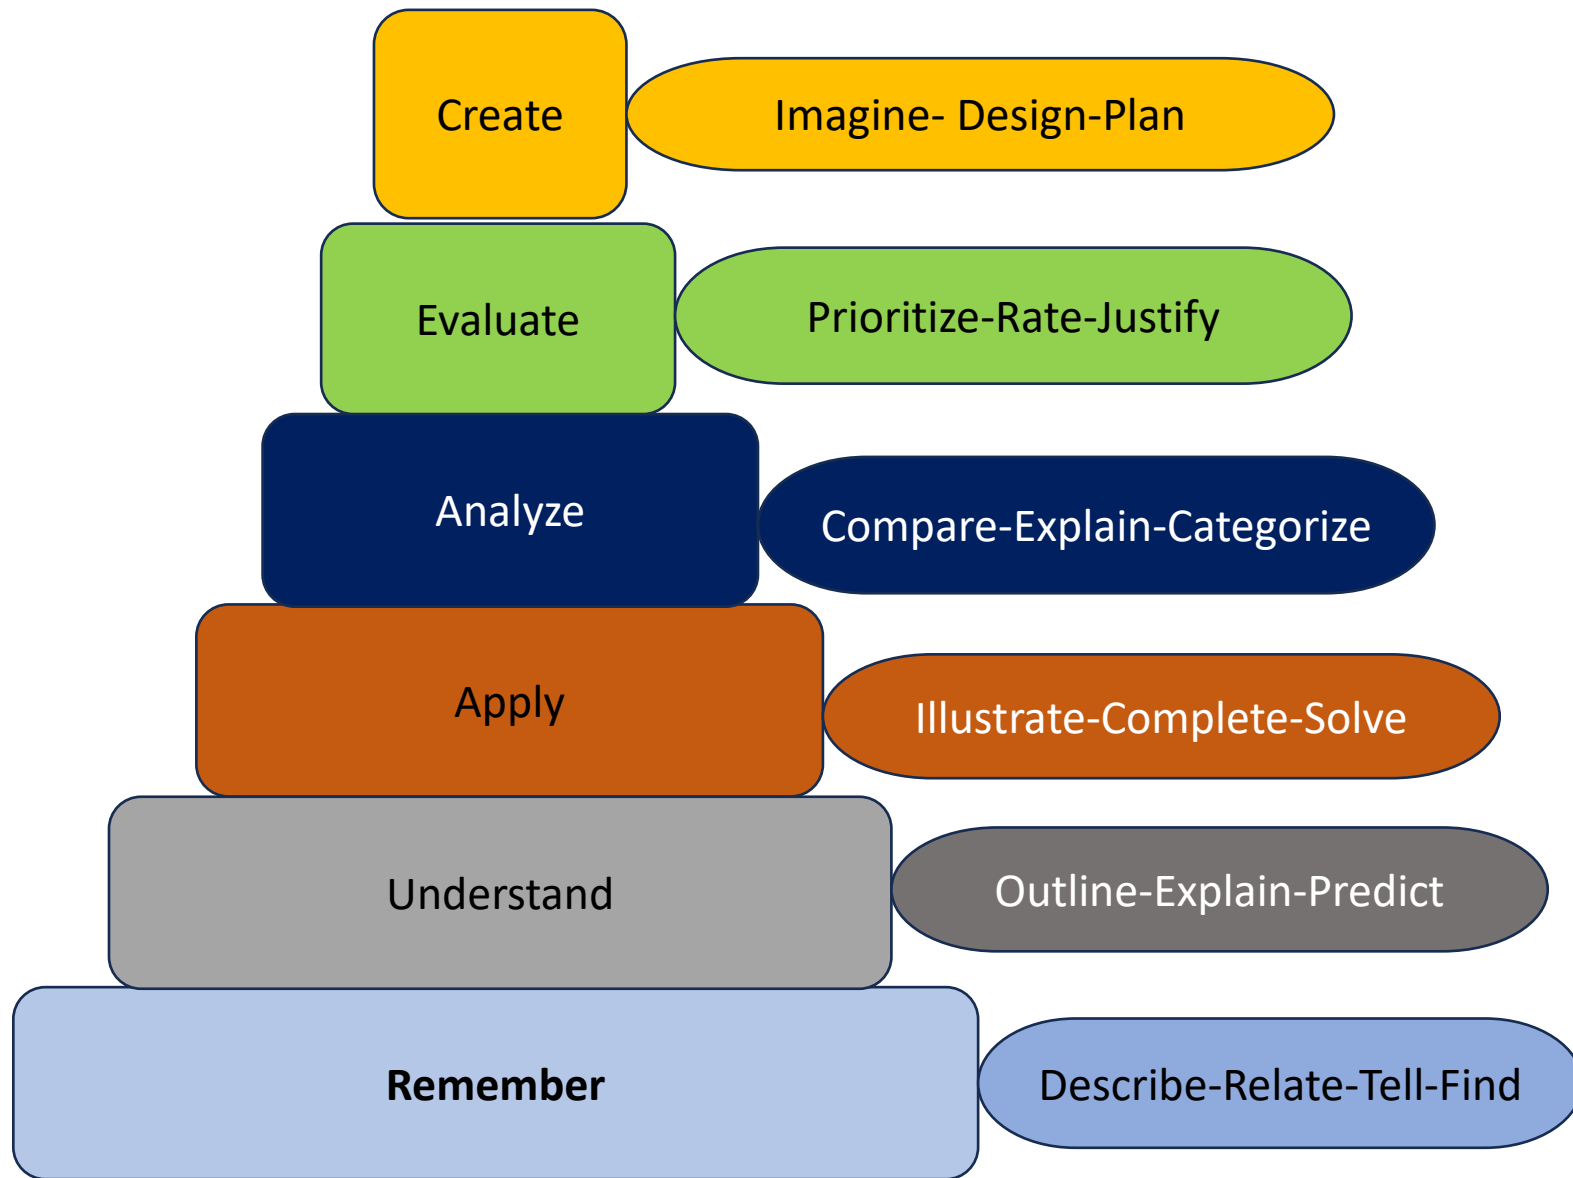 Create
Imagine- Design-Plan
Evaluate
Prioritize-Rate-Justify
Analyze
Compare-Explain-Categorize
Apply
Illustrate-Complete-Solve
Understand
Outline-Explain-Predict
Remember
Describe-Relate-Tell-Find